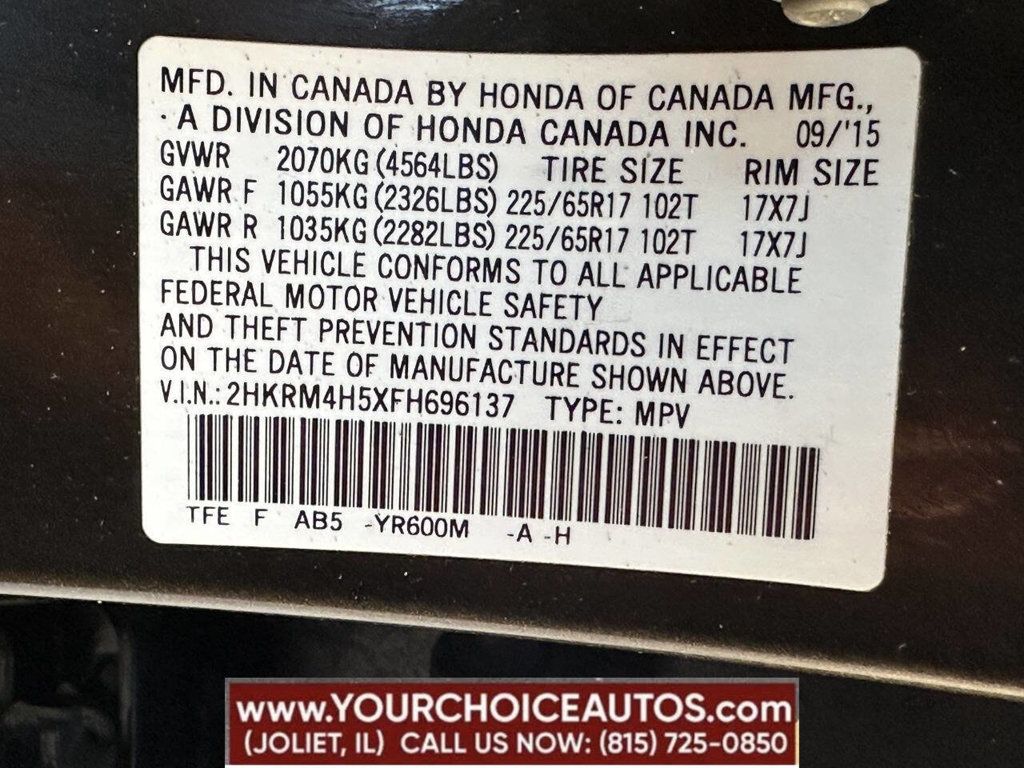 MFD. IN CANADA BY HONDA OF CANADA MFG.,
· A DIVISION OF HONDA CANADA INC. 09/'15
GVWR 2070KG (4564LBS) TIRE SIZE RIM SIZE
GAWR F 1055KG (2326LBS) 225/65R17 102T 17X7J
GAWR R 1035KG (2282LBS) 225/65R17 102T 17X7J
THIS VEHICLE CONFORMS TO ALL APPLICABLE
FEDERAL MOTOR VEHICLE SAFETY
AND THEFT PREVENTION STANDARDS IN EFFECT
ON THE DATE OF MANUFACTURE SHOWN ABOVE.
V.I.N.: 2HKRM4H5XFH696137 TYPE: MPV
TFE F AB5 -YR600M -A -H
www.YOURCHOICEAUTOS.com
(JOLIET, IL) CALL US NOW: (815) 725-0850